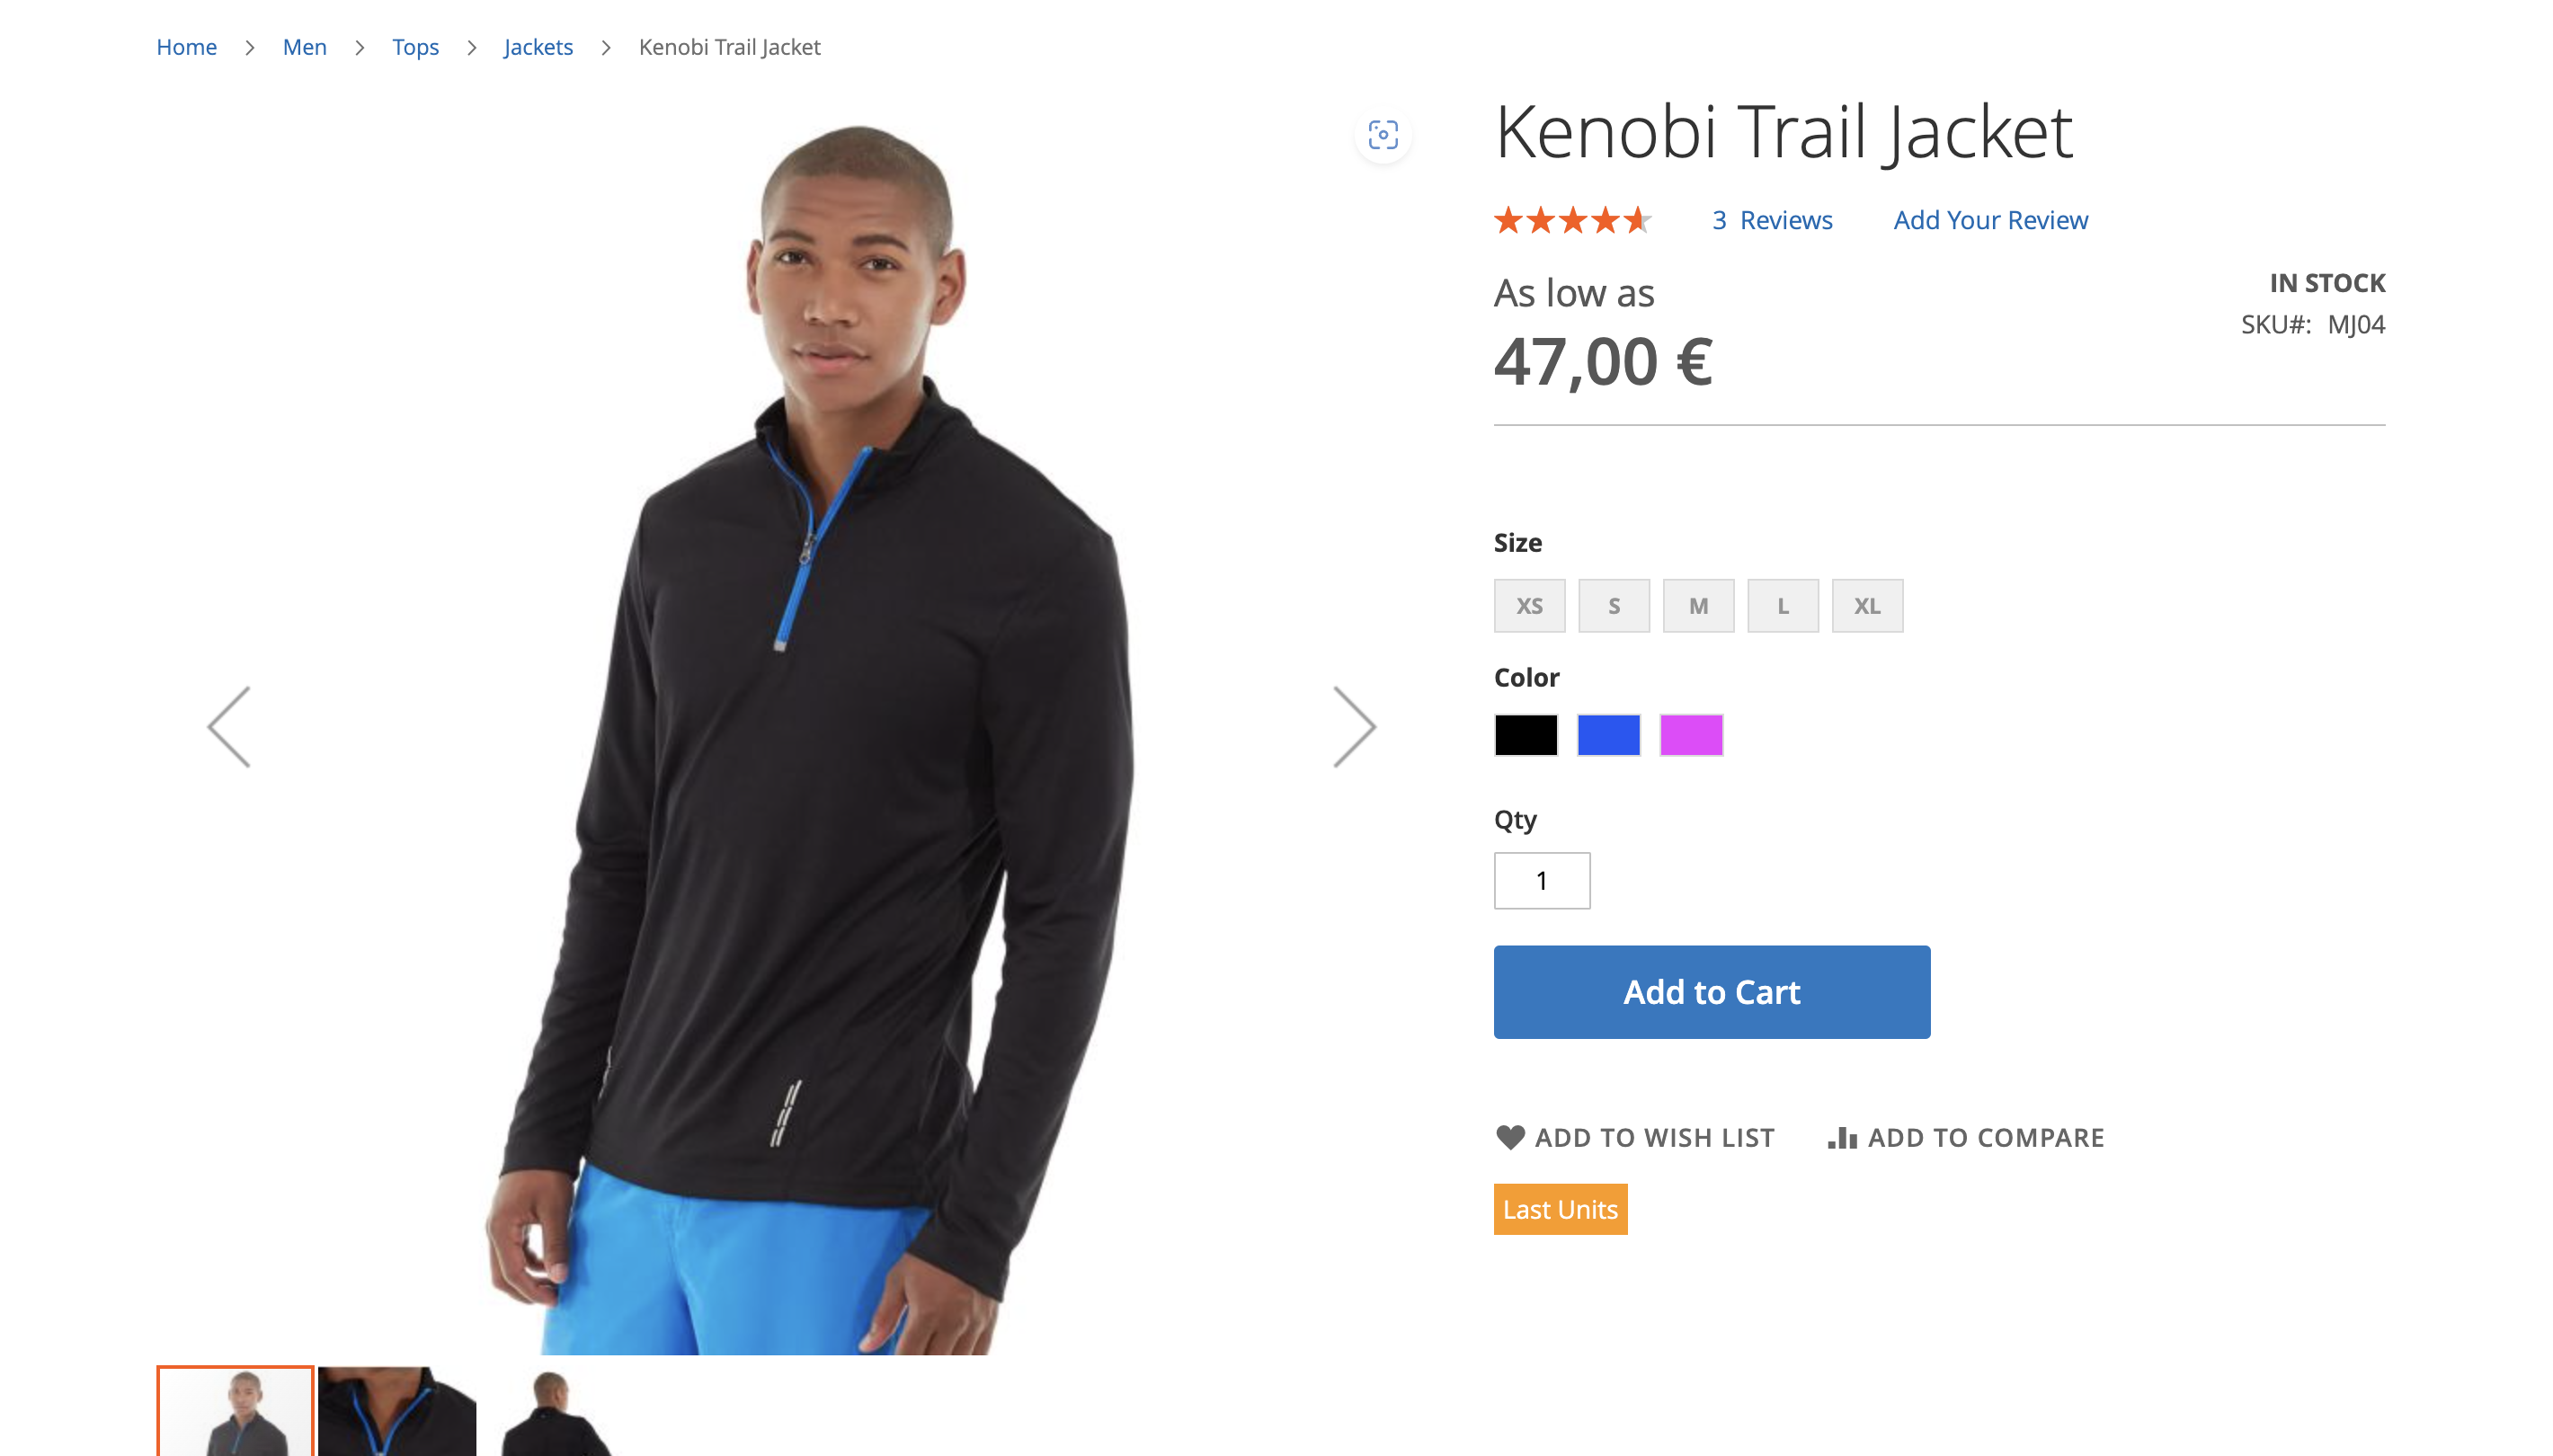 Home > Men > Tops > Jackets > Kenobi Trail Jacket
Kenobi Trail Jacket
3 Reviews Add Your Review
As low as
47,00 €
IN STOCK
SKU#: MJ04
Size
XS S M L XL
Color
Qty
1
Add to Cart
ADD TO WISH LIST ADD TO COMPARE
Last Units